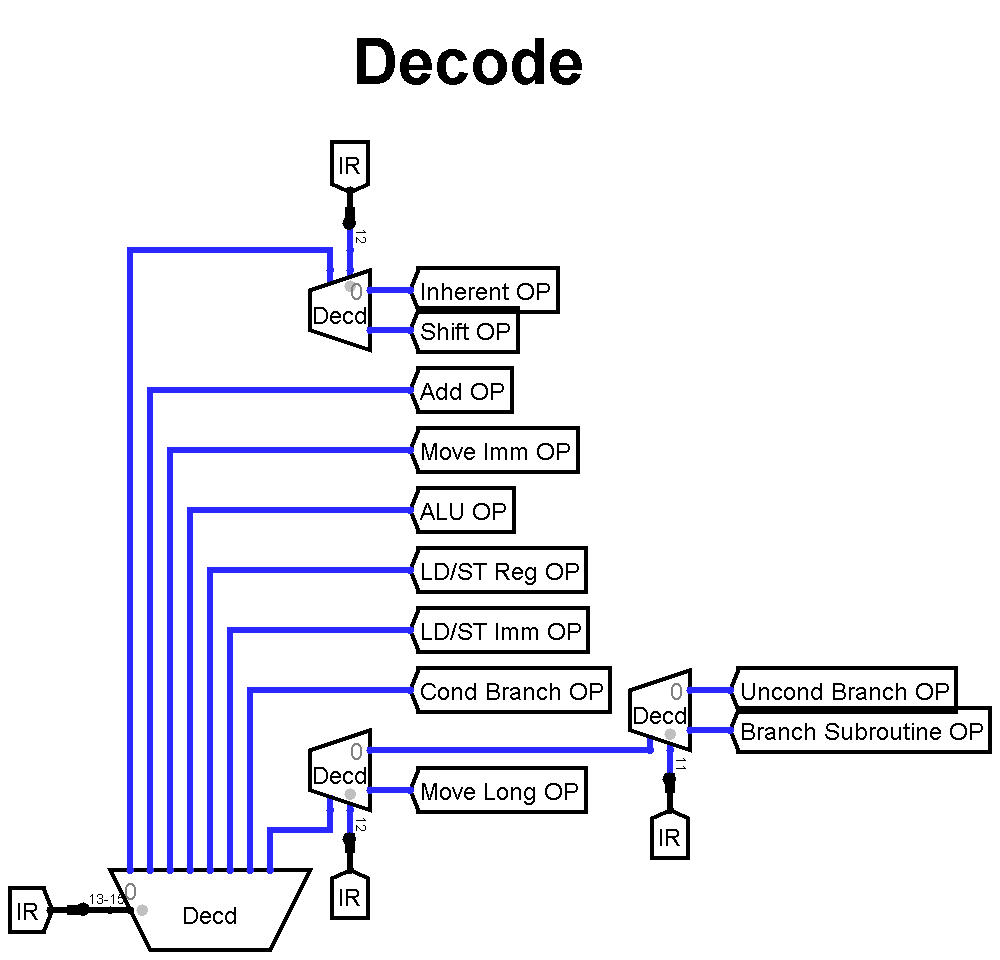 Decode
IR
12
0
Decd
Inherent OP
Shift OP
Add OP
Move Imm OP
ALU OP
LD/ST Reg OP
LD/ST Imm OP
Cond Branch OP
0
Decd
Uncond Branch OP
Branch Subroutine OP
11
IR
0
Decd
Move Long OP
12
IR
IR
13-15
0
Decd